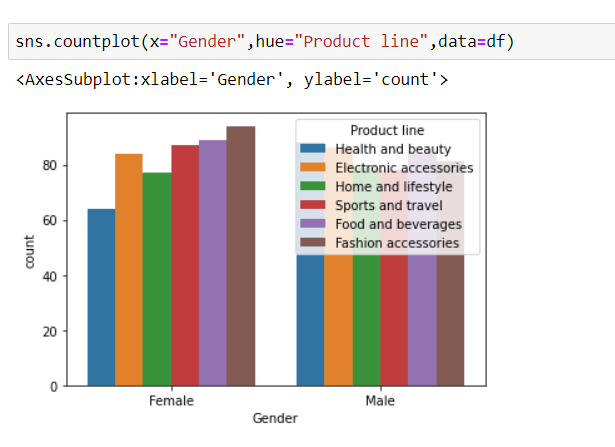 sns.countplot(x="Gender",hue="Product line",data=df)
<AxesSubplot:xlabel='Gender', ylabel='count'>
Product line
Health and beauty
Electronic accessories
Home and lifestyle
Sports and travel
Food and beverages
Fashion accessories
80
60
40
20
0
count
Female
Male
Gender